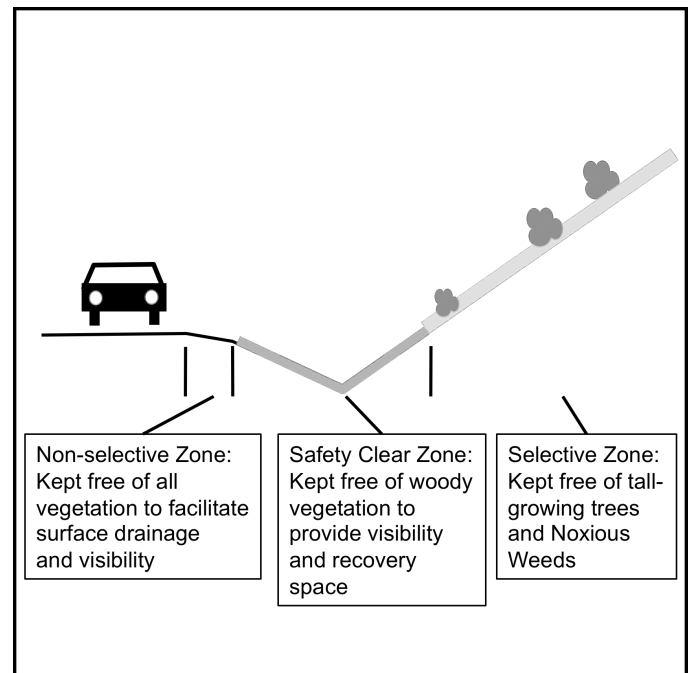 Non-selective Zone:
Kept free of all
vegetation to facilitate
surface drainage
and visibility
Safety Clear Zone:
Kept free of woody
vegetation to
provide visibility
and recovery
space
Selective Zone:
Kept free of tall-
growing trees
and Noxious
Weeds